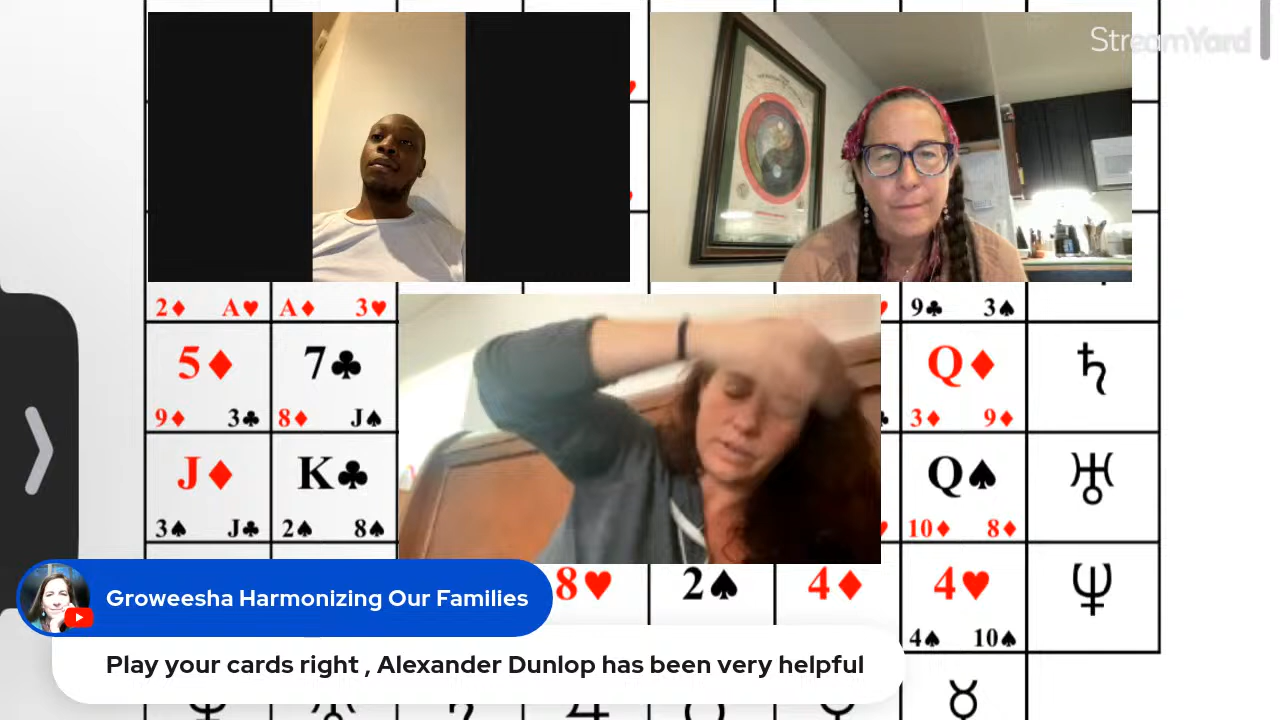 StreamYard
2♦ A♥ A♦ 3♥ 9♣ 3♠
5♦ 7♣ Q♦ ♄
9♦ 3♣ 8♦ J♠ 3♦ 9♦
J♦ K♣ Q♠ ♅
3♠ J♣ 2♠ 8♠ 10♦ 8♦
8♥ 2♠ 4♦ 4♥ ♆
4♠ 10♠
Groweesha Harmonizing Our Families
Play your cards right , Alexander Dunlop has been very helpful
☿